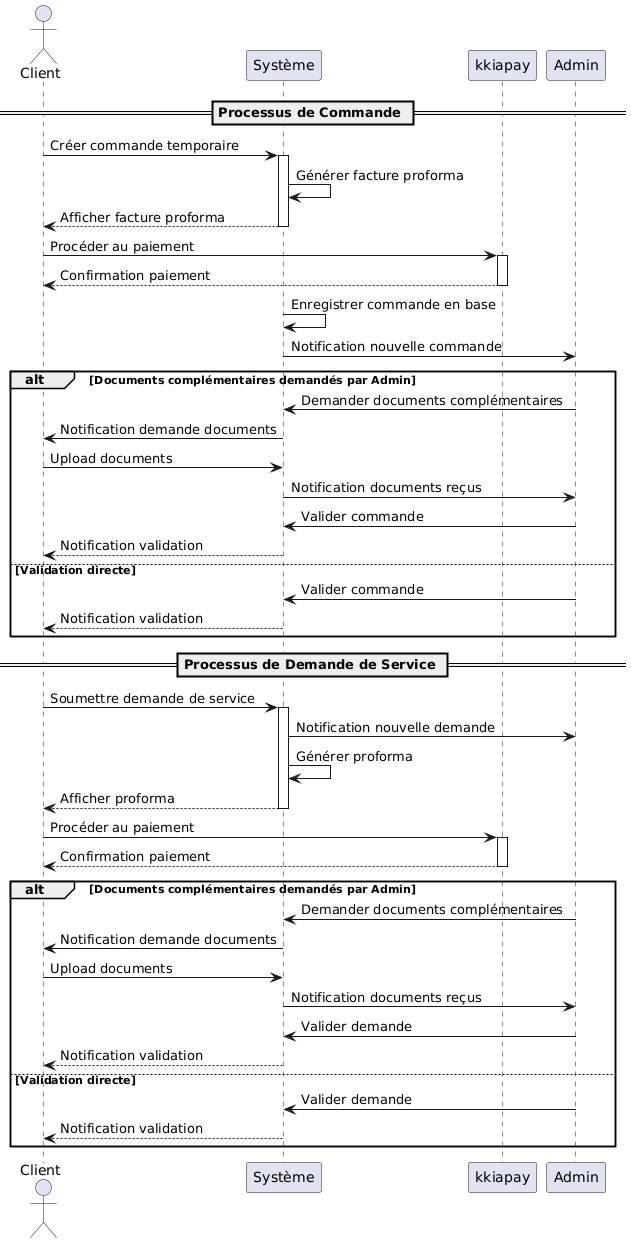 Client
Système
kkiapay
Admin
Processus de Commande
Créer commande temporaire
Générer facture proforma
Afficher facture proforma
Procéder au paiement
Confirmation paiement
Enregistrer commande en base
Notification nouvelle commande
alt [Documents complémentaires demandés par Admin]
Demander documents complémentaires
Notification demande documents
Upload documents
Notification documents reçus
Valider commande
Notification validation
[Validation directe]
Valider commande
Notification validation
Processus de Demande de Service
Soumettre demande de service
Notification nouvelle demande
Générer proforma
Afficher proforma
Procéder au paiement
Confirmation paiement
alt [Documents complémentaires demandés par Admin]
Demander documents complémentaires
Notification demande documents
Upload documents
Notification documents reçus
Valider demande
Notification validation
[Validation directe]
Valider demande
Notification validation
Client
Système
kkiapay
Admin